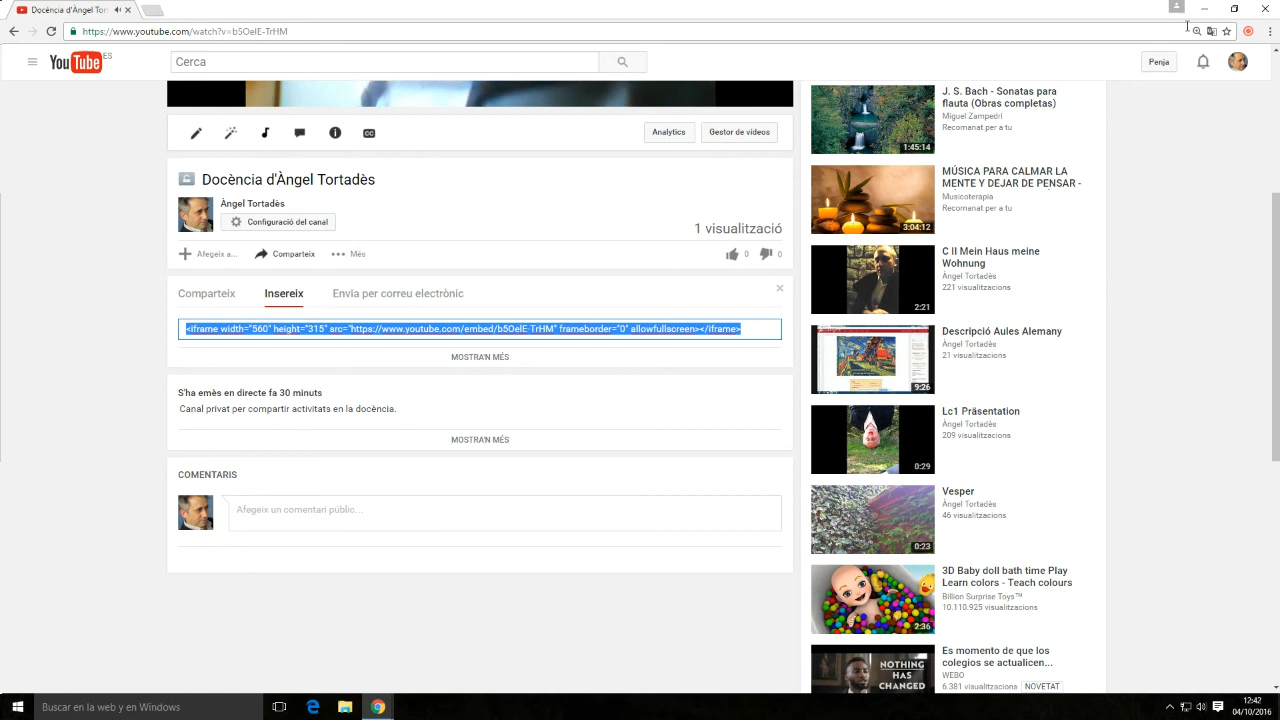 Docència d'Àngel Tort
https://www.youtube.com/watch?v=b5OelE-TrHM
YouTube ES
Cerca
Penja
Analytics
Gestor de vídeos
Docència d'Àngel Tortadès
Àngel Tortadès
Configuració del canal
1 visualització
Afegeix a...
Comparteix
Més
0
0
Comparteix
Insereix
Envia per correu electrònic
<iframe width="560" height="315" src="https://www.youtube.com/embed/b5OelE-TrHM" frameborder="0" allowfullscreen></iframe>
MOSTRA'N MÉS
S'ha emès en directe fa 30 minuts
Canal privat per compartir activitats en la docència.
MOSTRA'N MÉS
COMENTARIS
Afegeix un comentari públic...
J. S. Bach - Sonatas para
flauta (Obras completas)
Miguel Zampedri
Recomanat per a tu
1:45:14
MÚSICA PARA CALMAR LA
MENTE Y DEJAR DE PENSAR -
Musicoterapia
Recomanat per a tu
3:04:12
C II Mein Haus meine
Wohnung
Àngel Tortadès
221 visualitzacions
2:21
Descripció Aules Alemany
Àngel Tortadès
21 visualitzacions
9:26
Lc1 Präsentation
Àngel Tortadès
209 visualitzacions
0:29
Vesper
Àngel Tortadès
46 visualitzacions
0:23
3D Baby doll bath time Play
Learn colors - Teach colours
Billion Surprise Toys™
10.110.925 visualitzacions
2:36
Es momento de que los
colegios se actualicen...
WEBO
6.381 visualitzacions NOVETAT
NOTHING
HAS
CHANGED
Buscar en la web y en Windows
12:42
04/10/2016